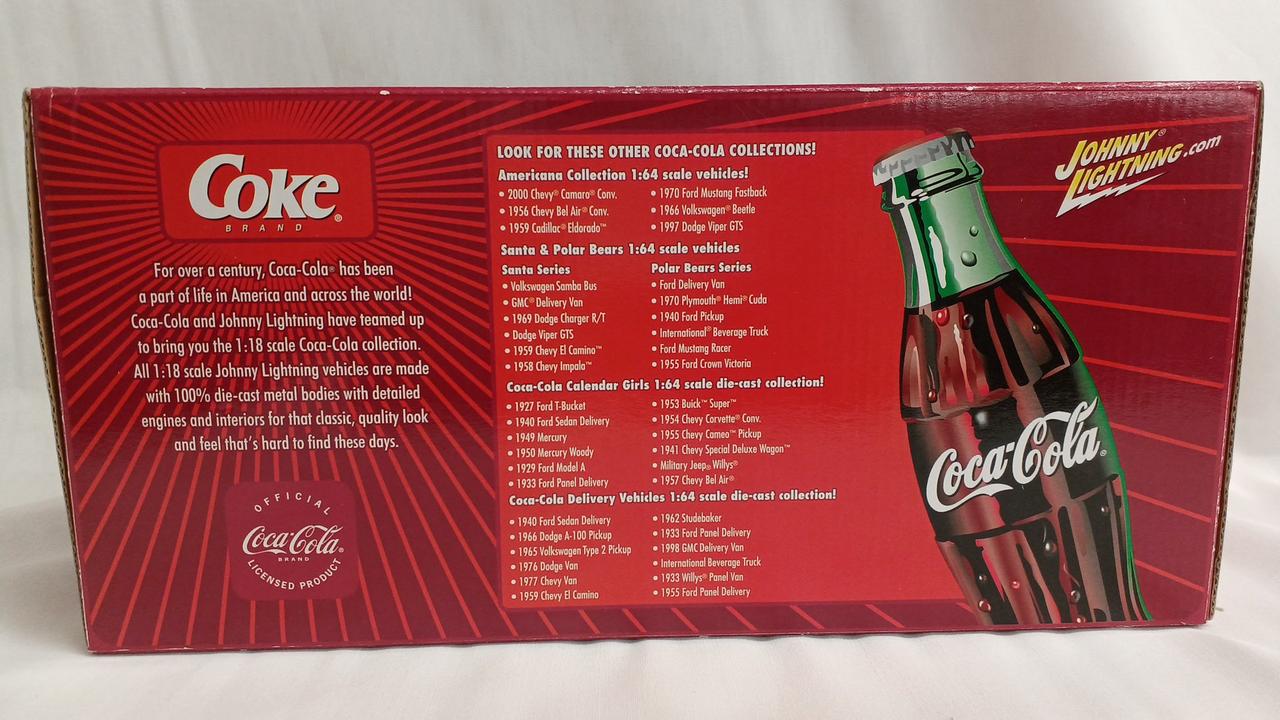 Coke®
BRAND
For over a century, Coca-Cola® has been
a part of life in America and across the world!
Coca-Cola and Johnny Lightning have teamed up
to bring you the 1:18 scale Coca-Cola collection.
All 1:18 scale Johnny Lightning vehicles are made
with 100% die-cast metal bodies with detailed
engines and interiors for that classic, quality look
and feel that's hard to find these days.
OFFICIAL
Coca-Cola®
BRAND
LICENSED PRODUCT
LOOK FOR THESE OTHER COCA-COLA COLLECTIONS!
Americana Collection 1:64 scale vehicles!
• 2000 Chevy® Camaro® Conv.
• 1956 Chevy Bel Air® Conv.
• 1959 Cadillac® Eldorado™
• 1970 Ford Mustang Fastback
• 1966 Volkswagen® Beetle
• 1997 Dodge Viper GTS
Santa & Polar Bears 1:64 scale vehicles
Santa Series
• Volkswagen Samba Bus
• GMC® Delivery Van
• 1969 Dodge Charger R/T
• Dodge Viper GTS
• 1959 Chevy El Camino™
• 1958 Chevy Impala™
Polar Bears Series
• Ford Delivery Van
• 1970 Plymouth® Hemi® Cuda
• 1940 Ford Pickup
• International® Beverage Truck
• Ford Mustang Racer
• 1955 Ford Crown Victoria
Coca-Cola Calendar Girls 1:64 scale die-cast collection!
• 1927 Ford T-Bucket
• 1940 Ford Sedan Delivery
• 1949 Mercury
• 1950 Mercury Woody
• 1929 Ford Model A
• 1933 Ford Panel Delivery
• 1953 Buick™ Super™
• 1954 Chevy Corvette® Conv.
• 1955 Chevy Cameo™ Pickup
• 1941 Chevy Special Deluxe Wagon™
• Military Jeep® Willys®
• 1957 Chevy Bel Air®
Coca-Cola Delivery Vehicles 1:64 scale die-cast collection!
• 1940 Ford Sedan Delivery
• 1966 Dodge A-100 Pickup
• 1965 Volkswagen Type 2 Pickup
• 1976 Dodge Van
• 1977 Chevy Van
• 1959 Chevy El Camino
• 1962 Studebaker
• 1933 Ford Panel Delivery
• 1998 GMC Delivery Van
• International Beverage Truck
• 1933 Willys® Panel Van
• 1955 Ford Panel Delivery
Coca-Cola®
JOHNNY®
LIGHTNING.com